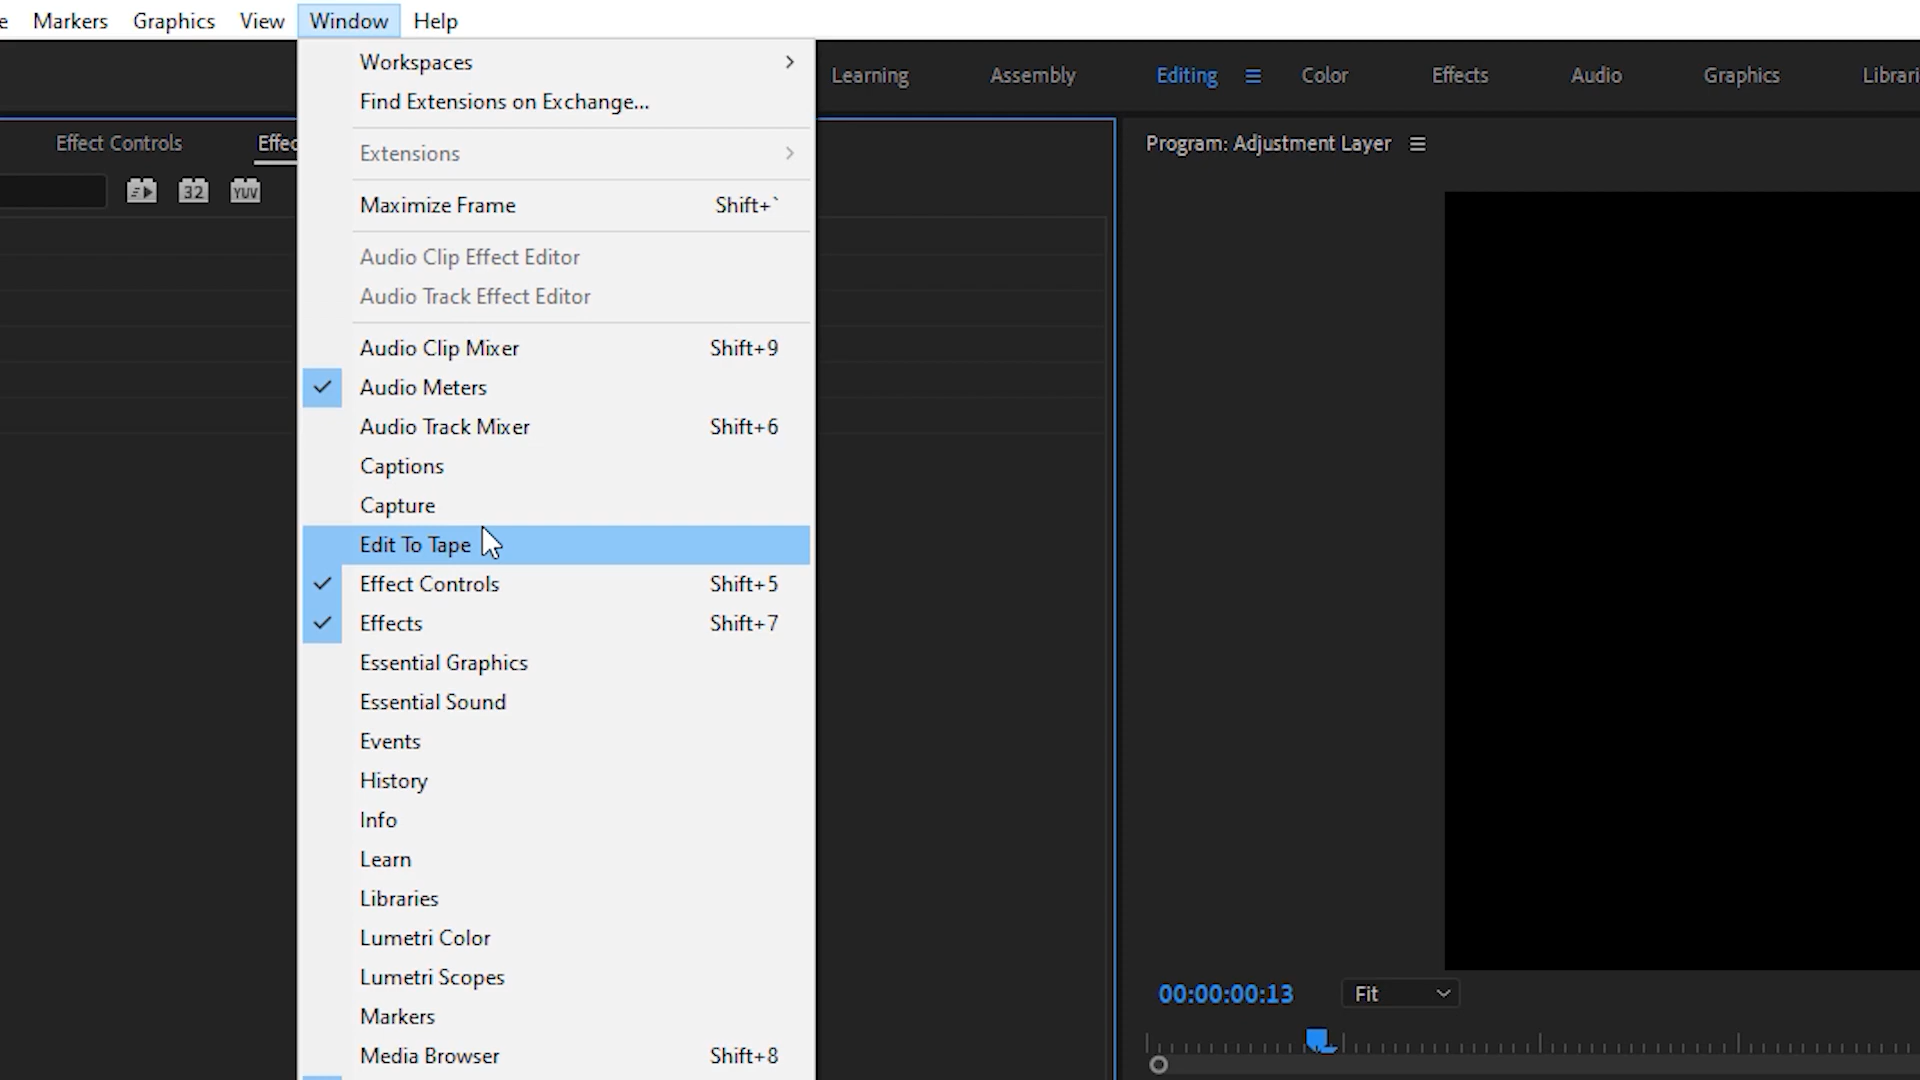 Markers Graphics View Window Help
Workspaces
Find Extensions on Exchange...
Extensions
Maximize Frame Shift+`
Audio Clip Effect Editor
Audio Track Effect Editor
Audio Clip Mixer Shift+9
Audio Meters
Audio Track Mixer Shift+6
Captions
Capture
Edit To Tape
Effect Controls Shift+5
Effects Shift+7
Essential Graphics
Essential Sound
Events
History
Info
Learn
Libraries
Lumetri Color
Lumetri Scopes
Markers
Media Browser Shift+8
Learning Assembly Editing Color Effects Audio Graphics Librari
Effect Controls Effec
32 YUV
Program: Adjustment Layer
00:00:00:13 Fit